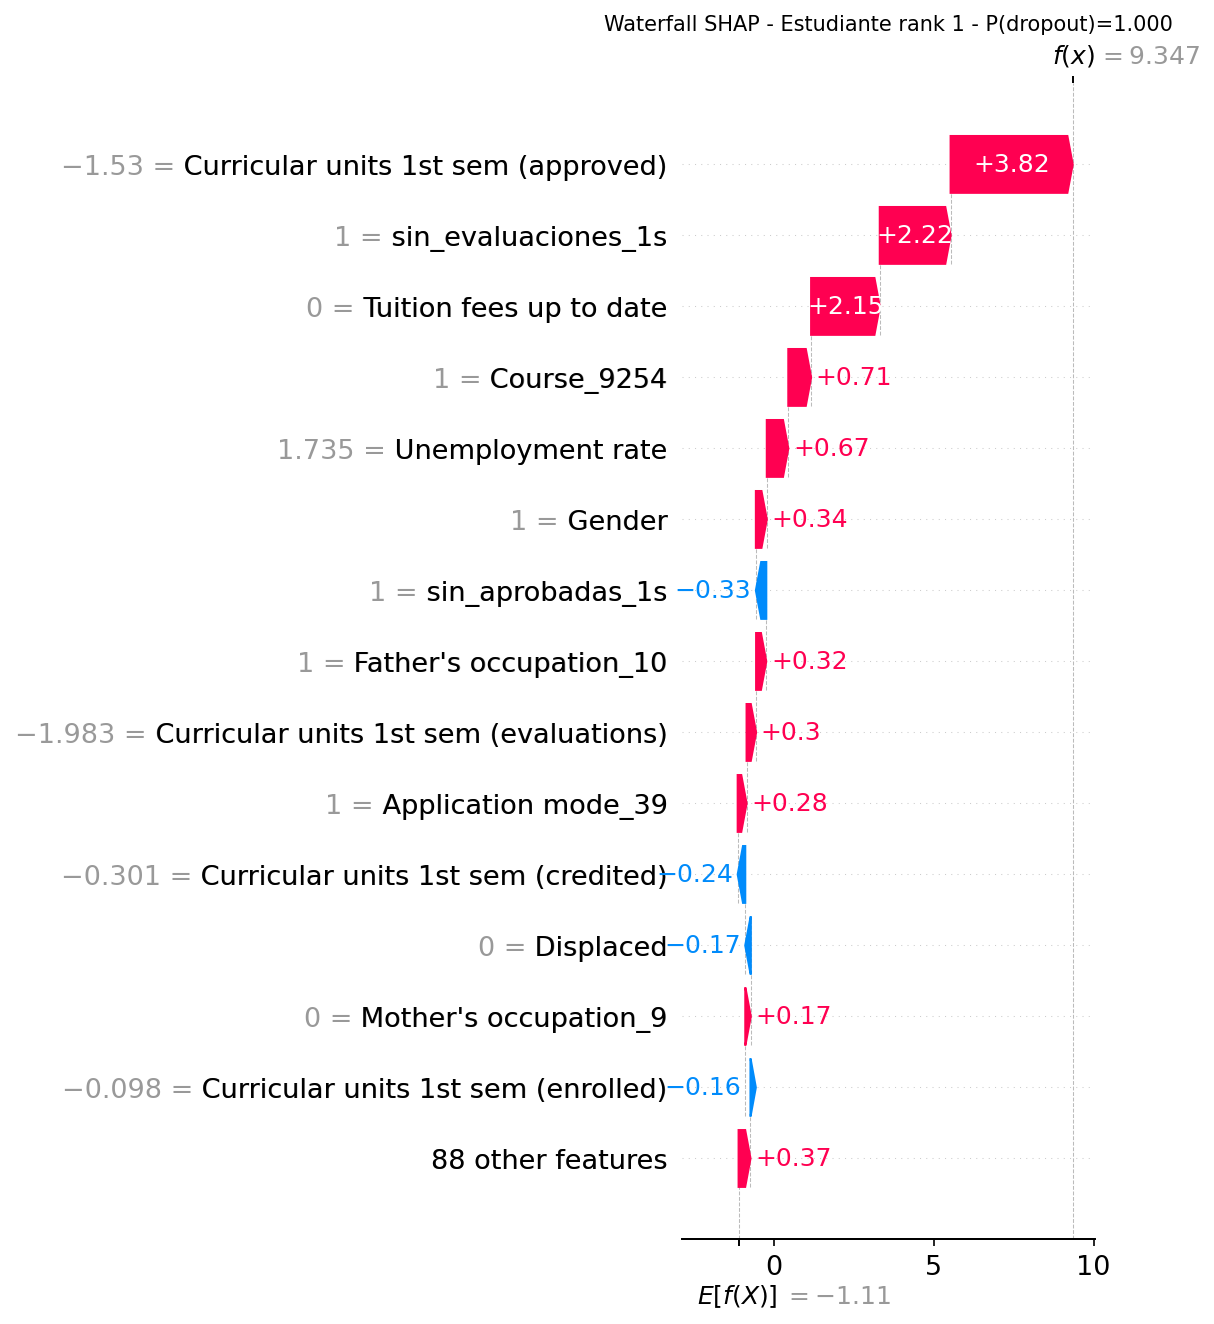 Waterfall SHAP - Estudiante rank 1 - P(dropout)=1.000
f(x) = 9.347
−1.53 = Curricular units 1st sem (approved) +3.82
1 = sin_evaluaciones_1s +2.22
0 = Tuition fees up to date +2.15
1 = Course_9254 +0.71
1.735 = Unemployment rate +0.67
1 = Gender +0.34
1 = sin_aprobadas_1s −0.33
1 = Father's occupation_10 +0.32
−1.983 = Curricular units 1st sem (evaluations) +0.3
1 = Application mode_39 +0.28
−0.301 = Curricular units 1st sem (credited) −0.24
0 = Displaced −0.17
0 = Mother's occupation_9 +0.17
−0.098 = Curricular units 1st sem (enrolled) −0.16
88 other features +0.37
0 5 10
E[f(X)] = −1.11